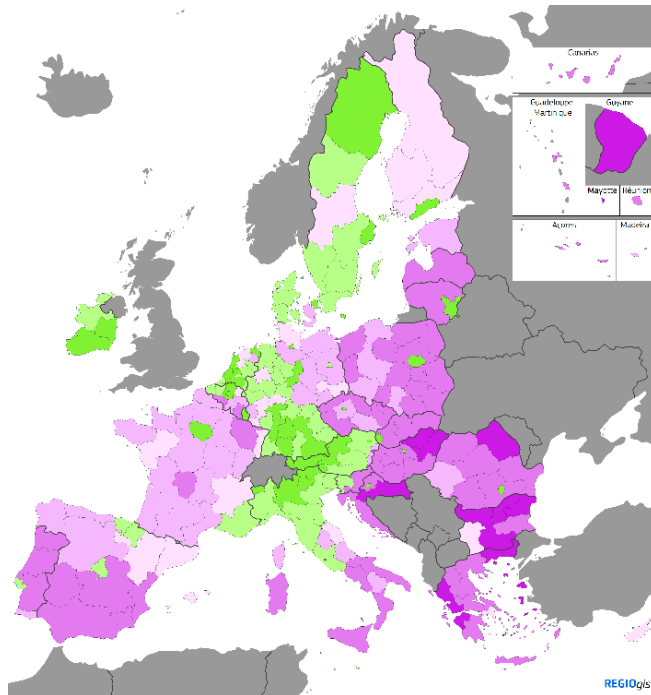 Canarias
Guadeloupe
Martinique
Guyane
Mayotte
Réunion
Açores
Madeira
REGIOgis